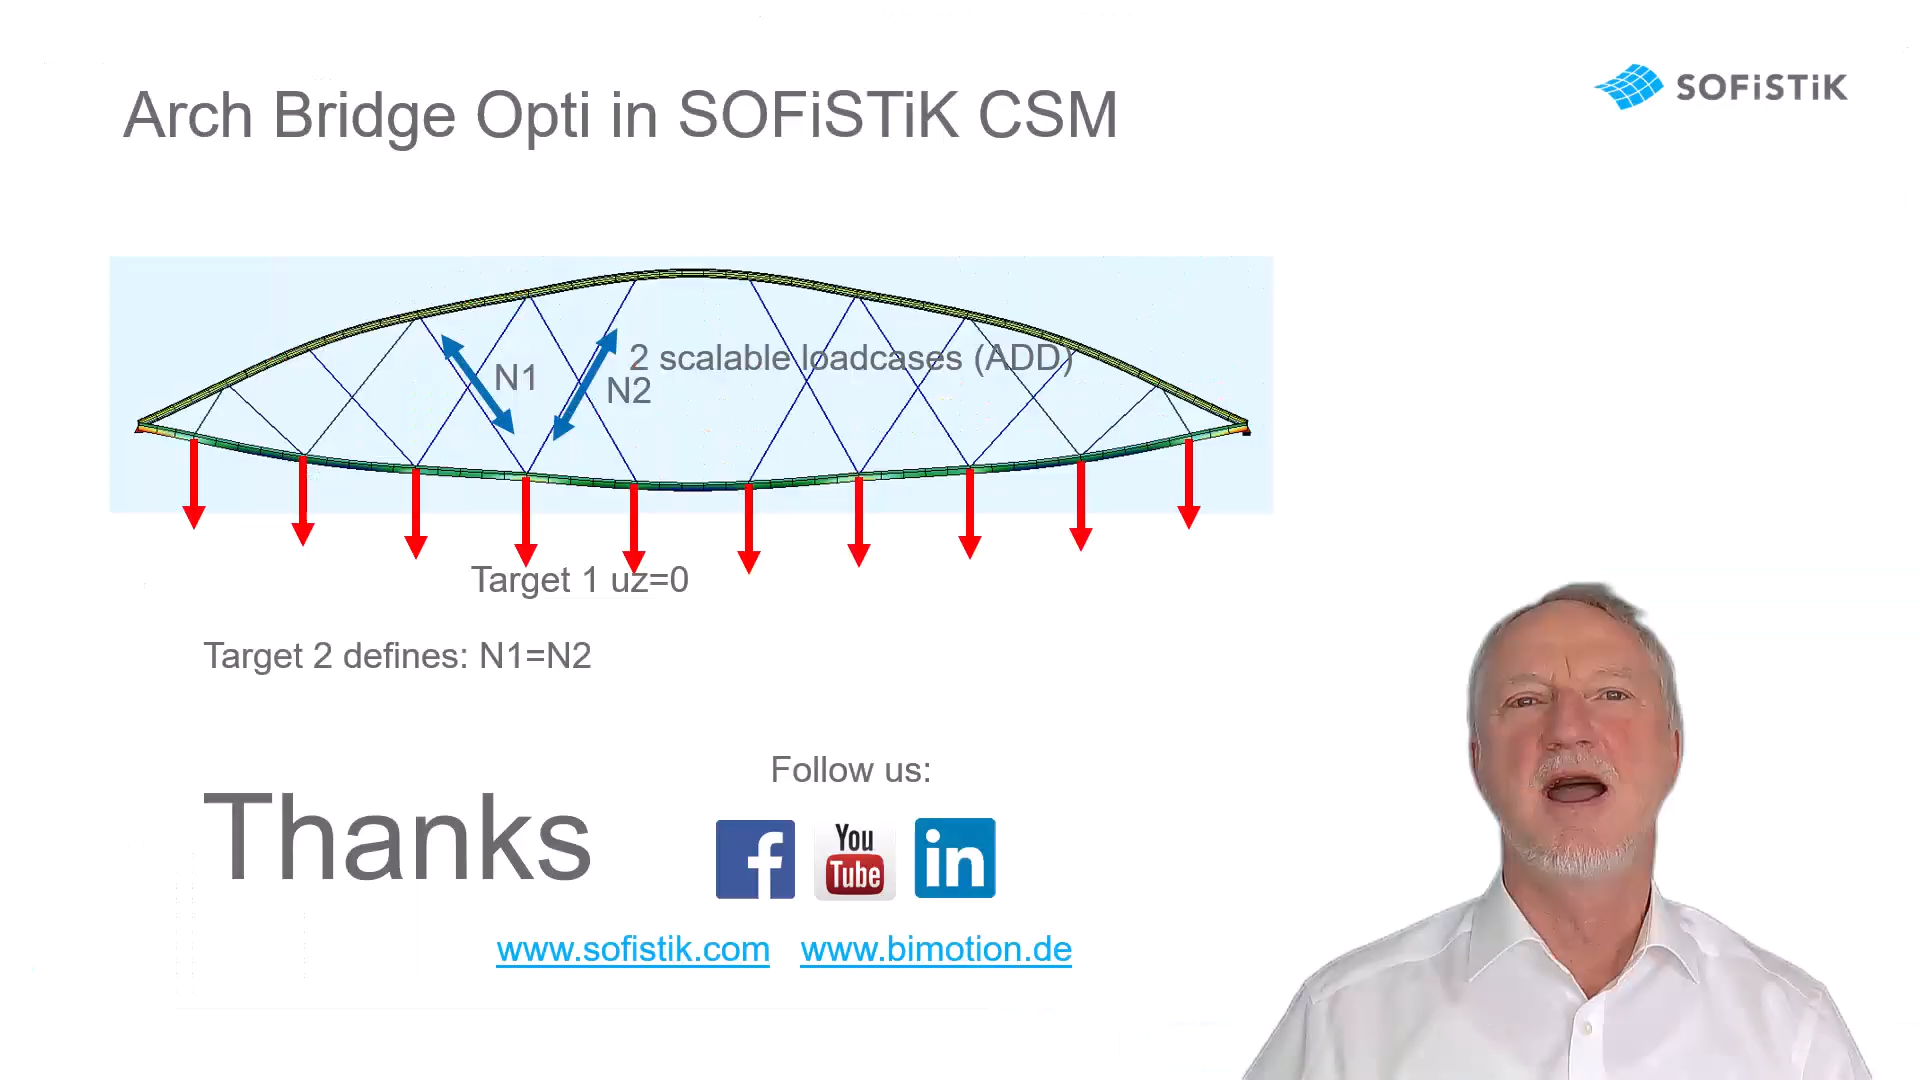 Arch Bridge Opti in SOFiSTiK CSM
SOFiSTiK
2 scalable loadcases (ADD)
N1
N2
Target 1 uz=0
Target 2 defines: N1=N2
Thanks
Follow us:
f
You
Tube
in
www.sofistik.com www.bimotion.de